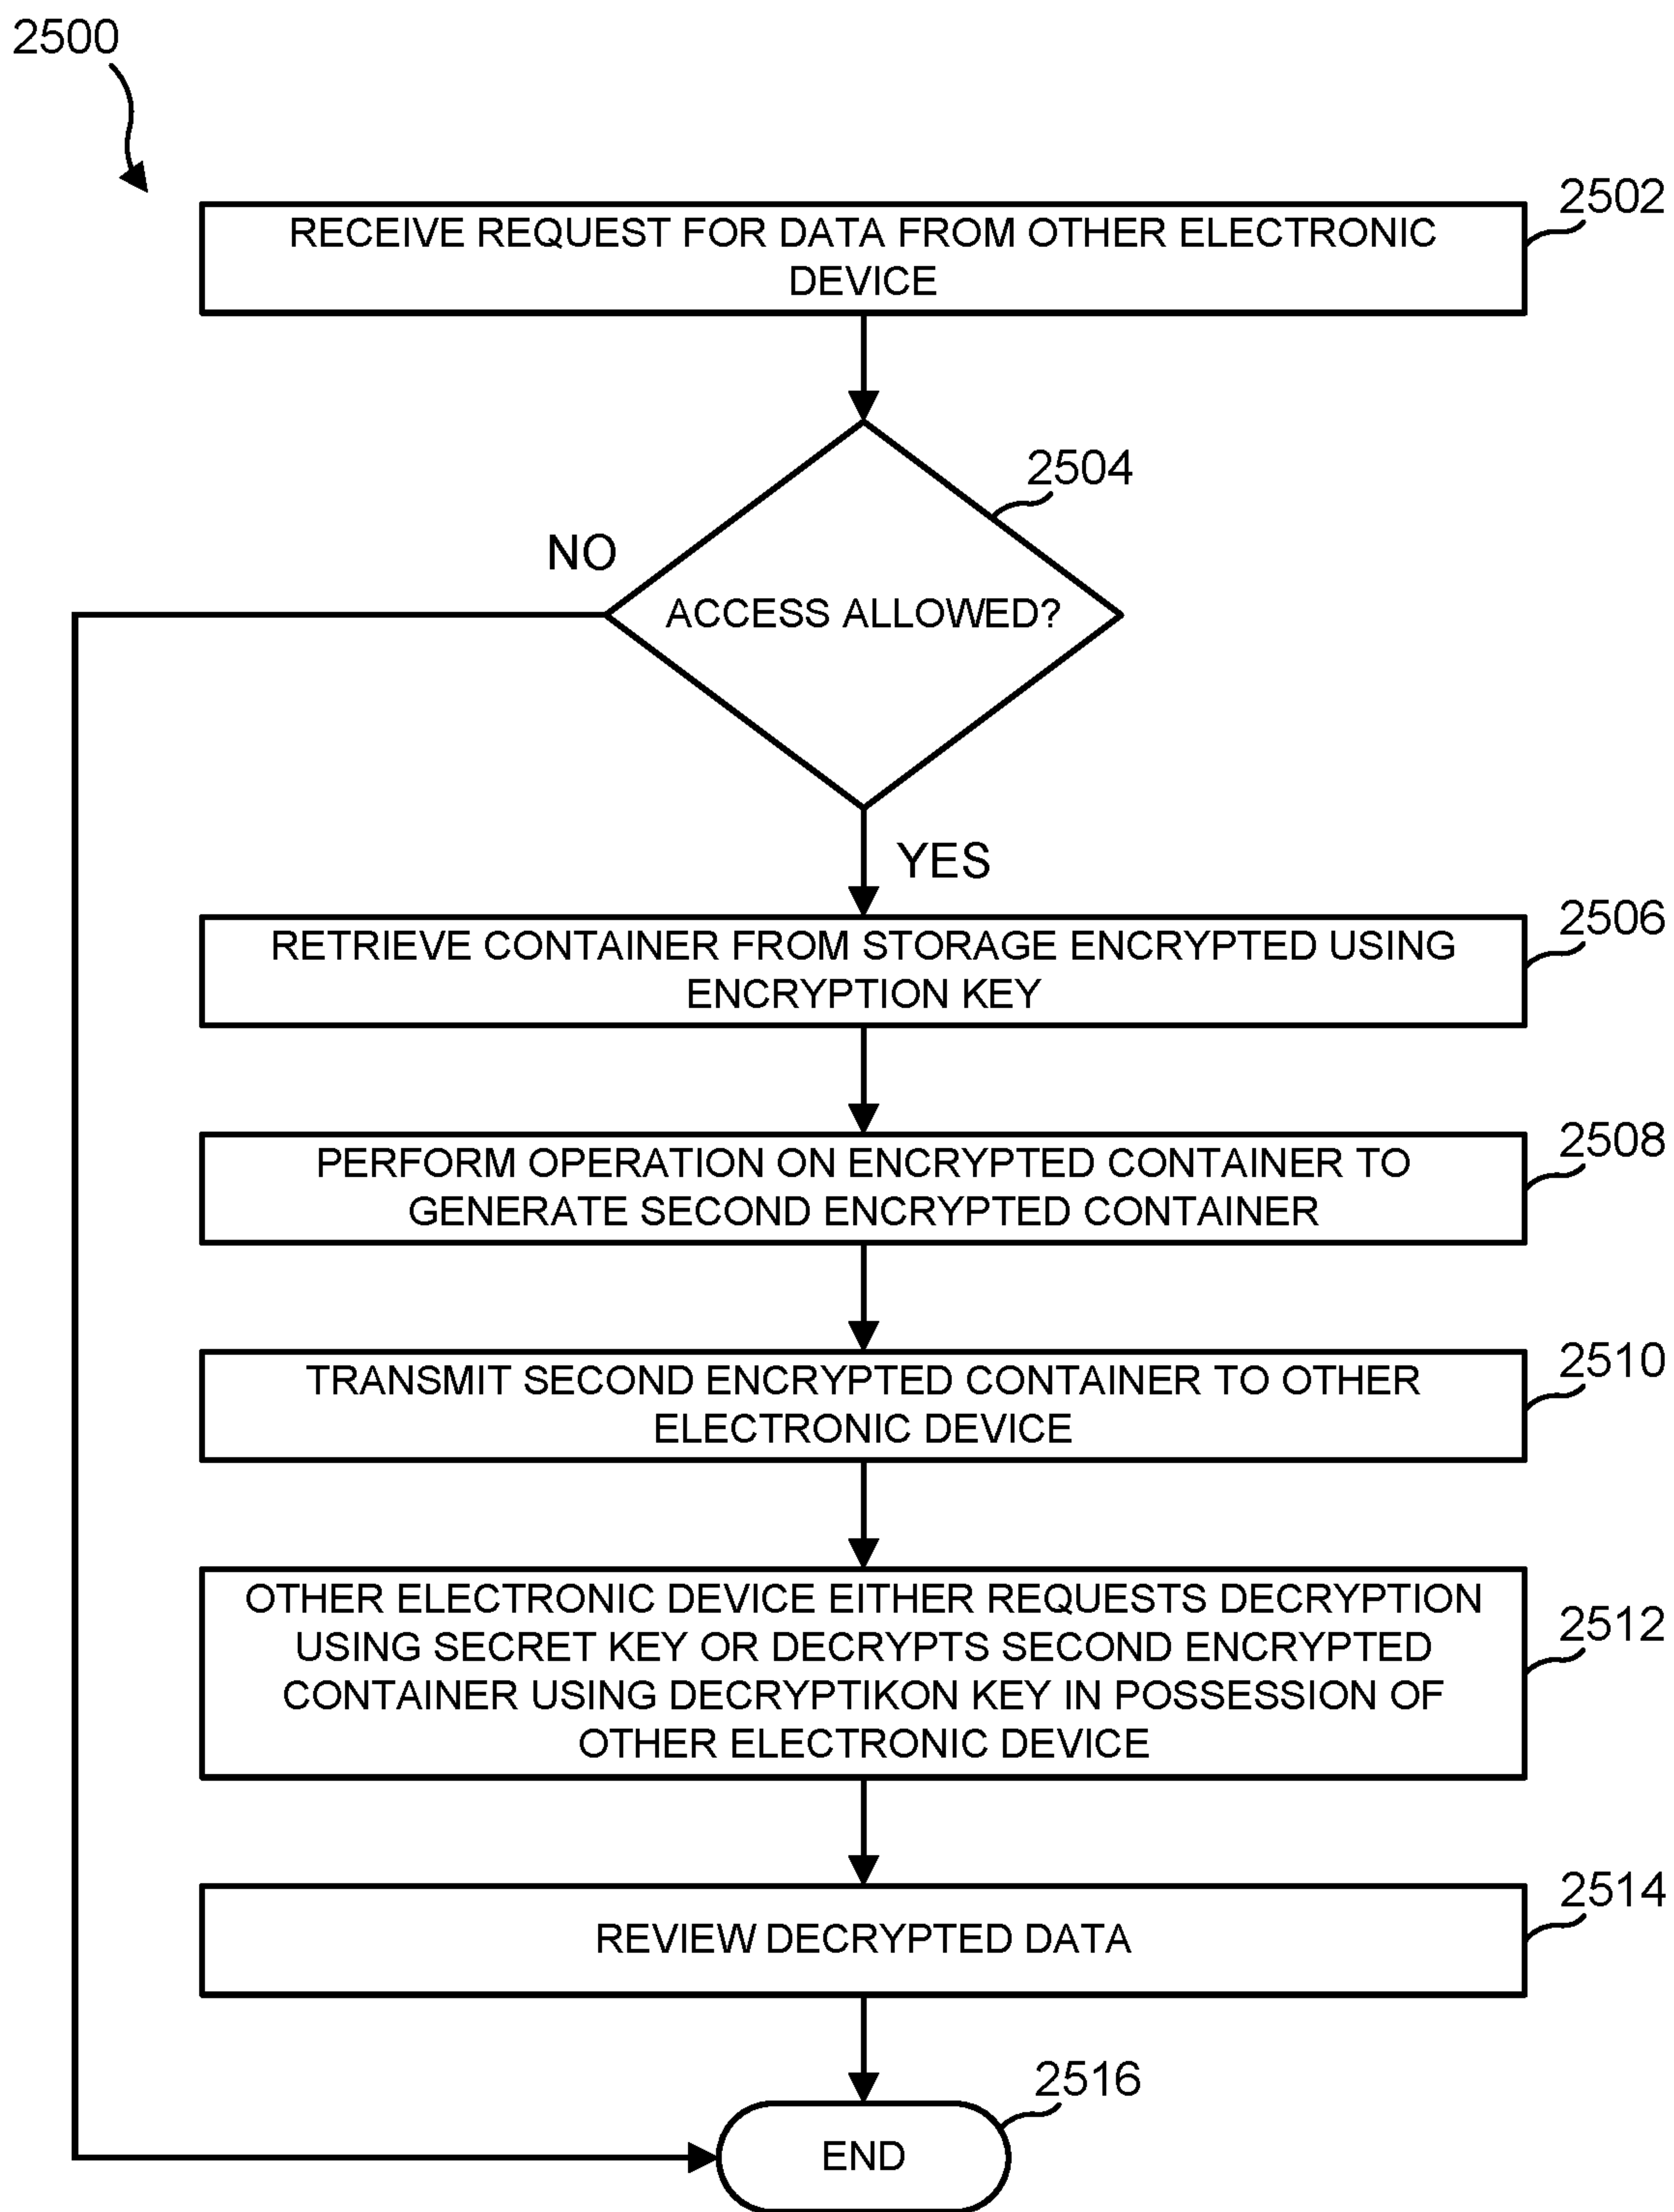 2500
2502
RECEIVE REQUEST FOR DATA FROM OTHER ELECTRONIC
DEVICE
2504
NO
ACCESS ALLOWED?
YES
2506
RETRIEVE CONTAINER FROM STORAGE ENCRYPTED USING
ENCRYPTION KEY
2508
PERFORM OPERATION ON ENCRYPTED CONTAINER TO
GENERATE SECOND ENCRYPTED CONTAINER
2510
TRANSMIT SECOND ENCRYPTED CONTAINER TO OTHER
ELECTRONIC DEVICE
2512
OTHER ELECTRONIC DEVICE EITHER REQUESTS DECRYPTION
USING SECRET KEY OR DECRYPTS SECOND ENCRYPTED
CONTAINER USING DECRYPTIKON KEY IN POSSESSION OF
OTHER ELECTRONIC DEVICE
2514
REVIEW DECRYPTED DATA
2516
END